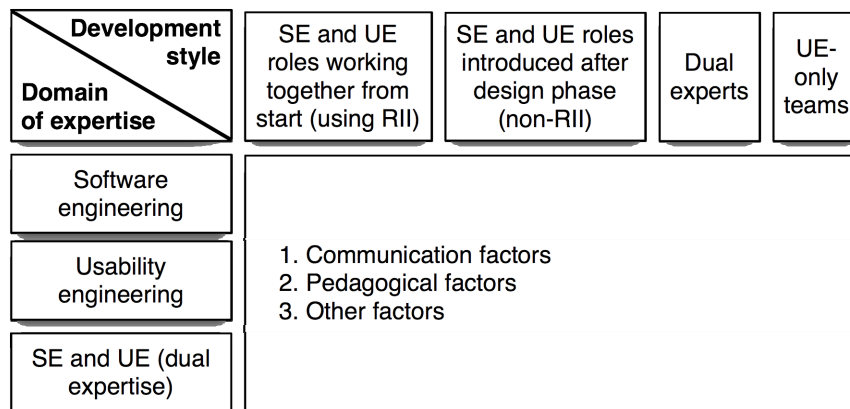 Development
style
Domain
of expertise
SE and UE
roles working
together from
start (using RII)
SE and UE roles
introduced after
design phase
(non-RII)
Dual
experts
UE-
only
teams
Software
engineering
Usability
engineering
SE and UE (dual
expertise)
1. Communication factors
2. Pedagogical factors
3. Other factors